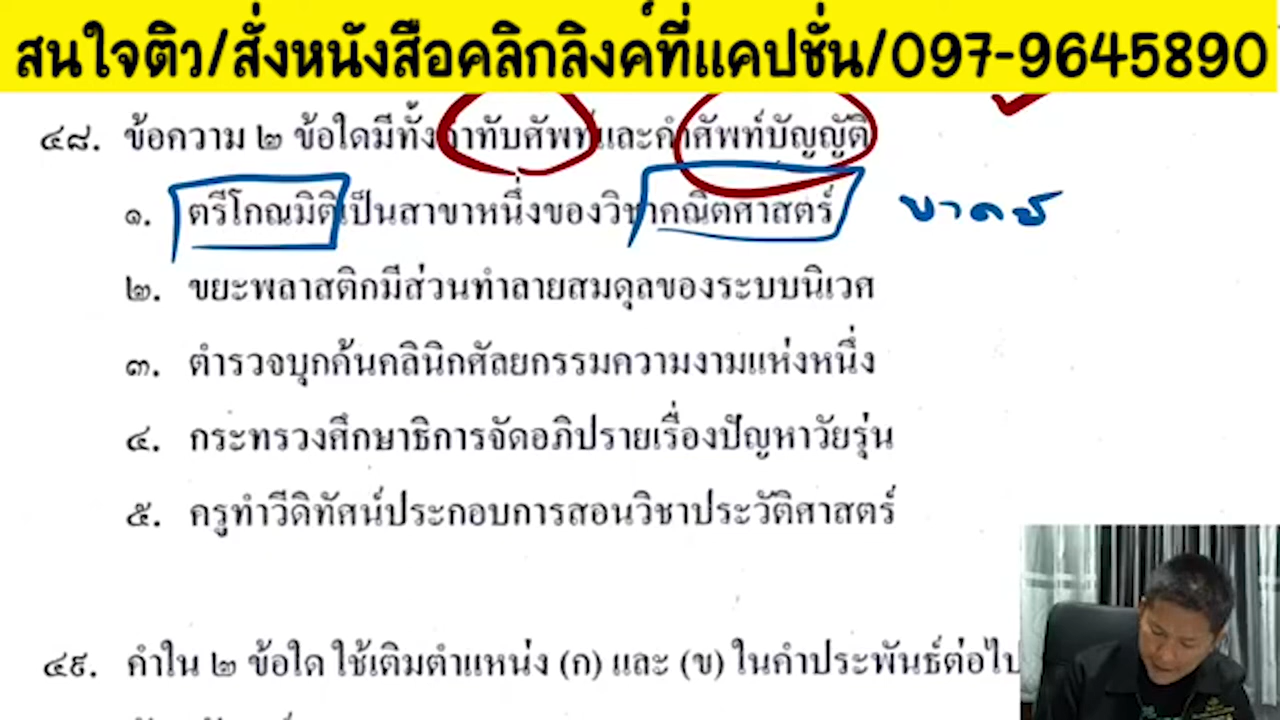 สนใจติว/สั่งหนังสือคลิกลิงค์ที่แคปชั่น/097-9645890
๔๘. ข้อความ ๒ ข้อใดมีทั้งคำทับศัพท์และคำศัพท์บัญญัติ
๑. ตรีโกณมิติเป็นสาขาหนึ่งของวิชาคณิตศาสตร์
๒. ขยะพลาสติกมีส่วนทำลายสมดุลของระบบนิเวศ
๓. ตำรวจบุกค้นคลินิกศัลยกรรมความงามแห่งหนึ่ง
๔. กระทรวงศึกษาธิการจัดอภิปรายเรื่องปัญหาวัยรุ่น
๕. ครูทำวีดิทัศน์ประกอบการสอนวิชาประวัติศาสตร์
๔๙. คำใน ๒ ข้อใด ใช้เติมตำแหน่ง (ก) และ (ข) ในคำประพันธ์ต่อไป